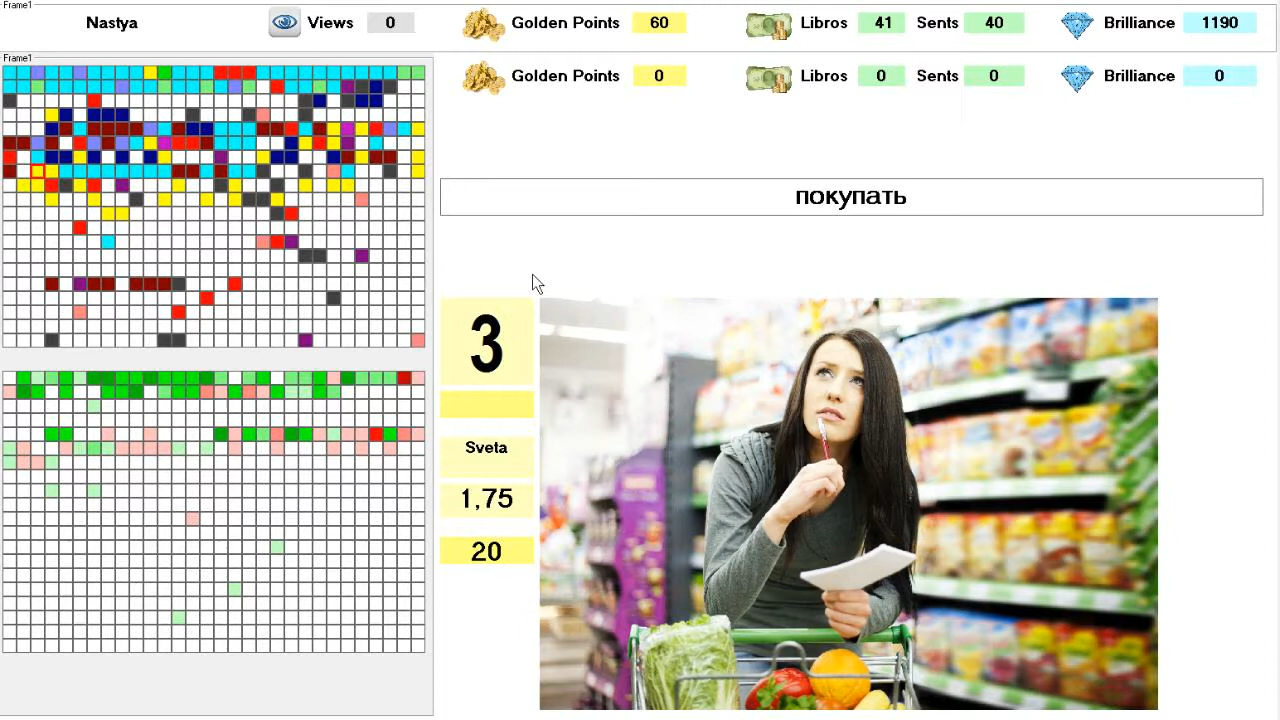 Frame1
Nastya Views 0 Golden Points 60 Libros 41 Sents 40 Brilliance 1190
Frame1
Golden Points 0 Libros 0 Sents 0 Brilliance 0
покупать
3
Sveta
1,75
20